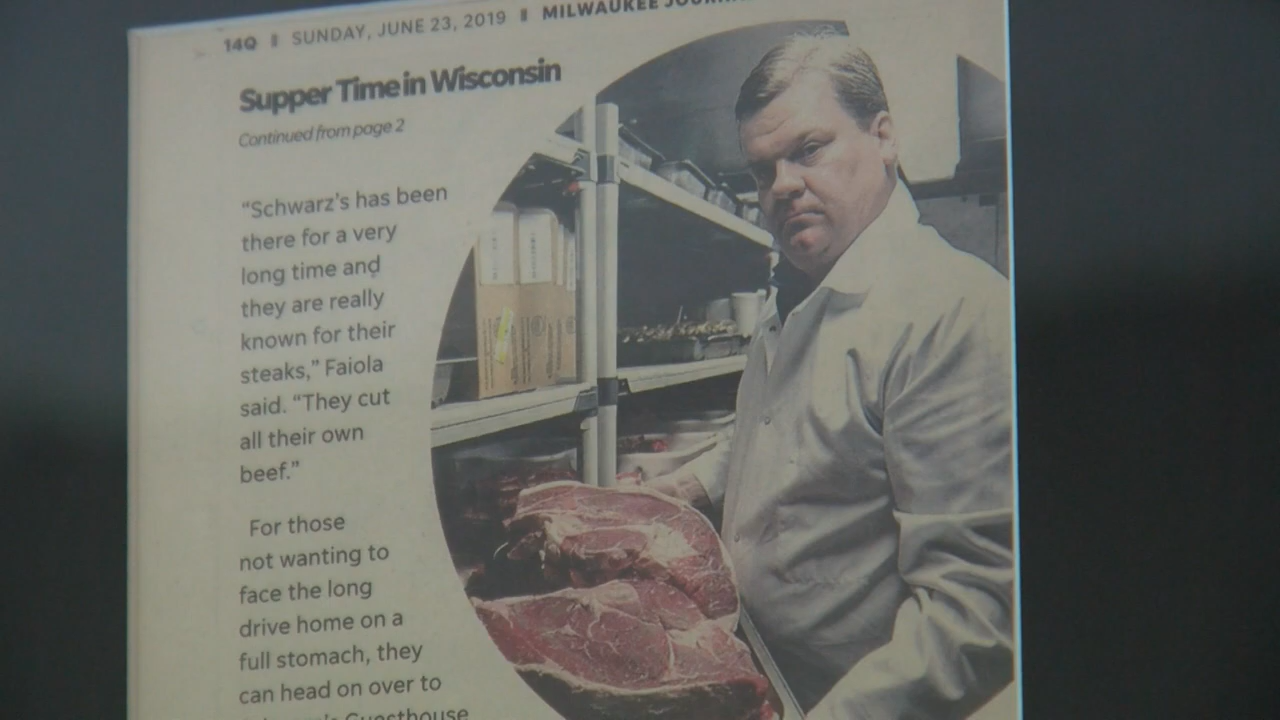 14Q SUNDAY, JUNE 23, 2019 MILWAUKEE
Supper Time in Wisconsin
Continued from page 2
“Schwarz’s has been
there for a very
long time and
they are really
known for their
steaks,” Faiola
said. “They cut
all their own
beef.”
For those
not wanting to
face the long
drive home on a
full stomach, they
can head on over to
Guesthouse